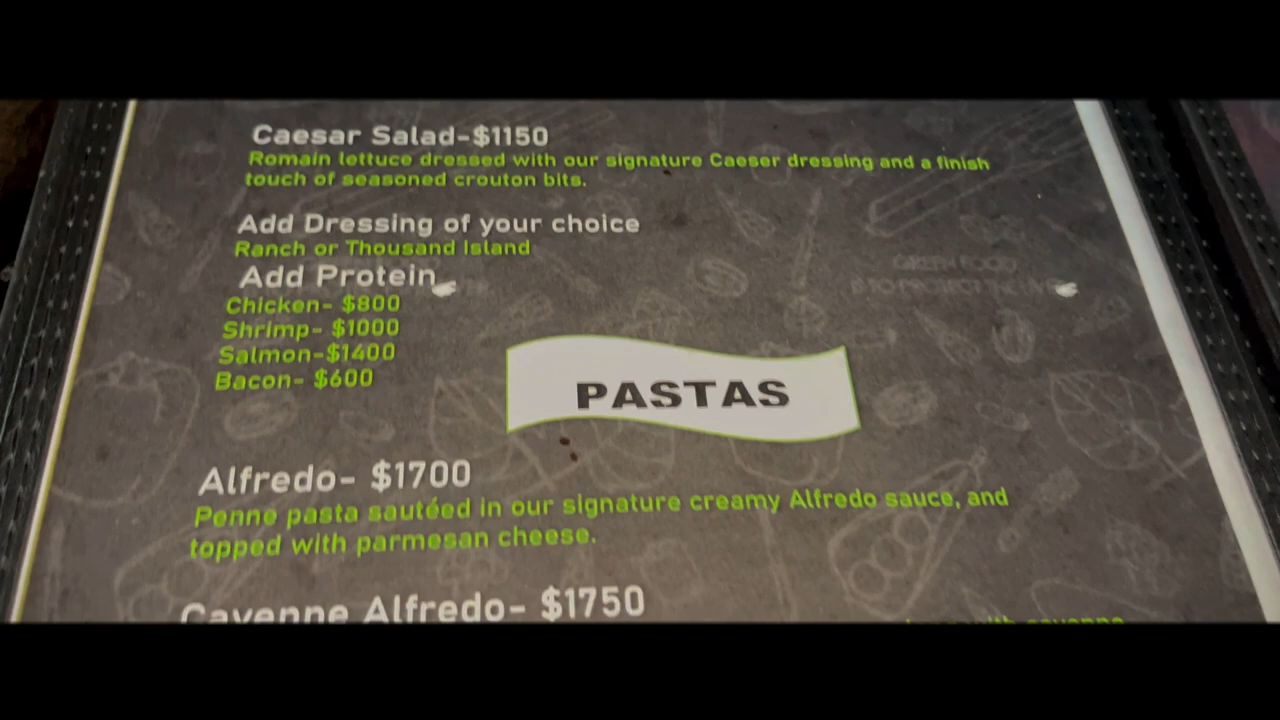 Caesar Salad-$1150
Romain lettuce dressed with our signature Caeser dressing and a finish
touch of seasoned crouton bits.
Add Dressing of your choice
Ranch or Thousand Island
Add Protein
Chicken- $800
Shrimp- $1000
Salmon-$1400
Bacon- $600
GREEN FOOD
PASTAS
Alfredo- $1700
Penne pasta sautéed in our signature creamy Alfredo sauce, and
topped with parmesan cheese.
Cayenne Alfredo- $1750